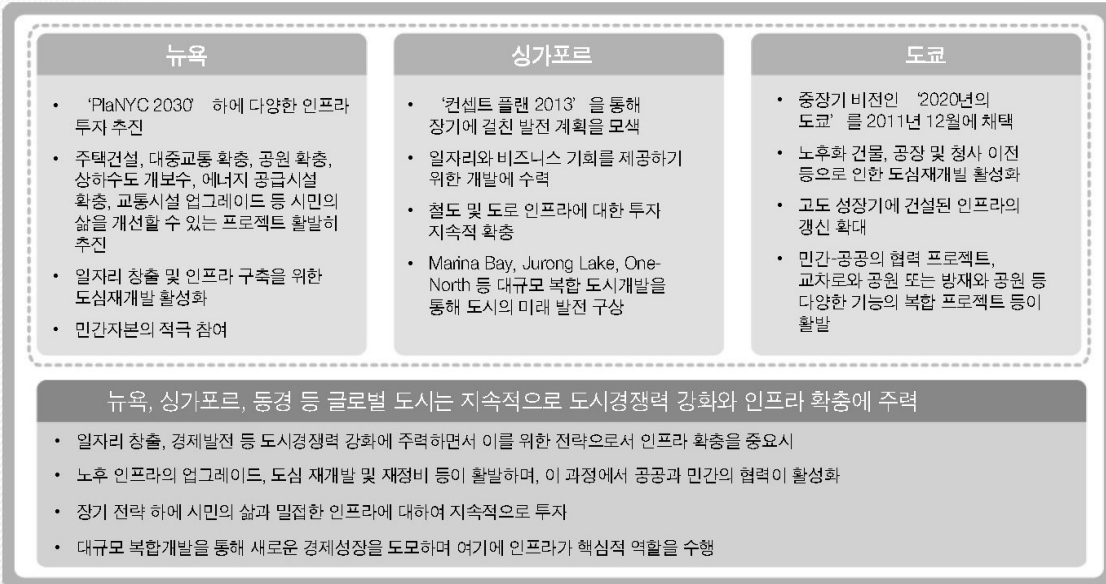 뉴욕
• ‘PlaNYC 2030’ 하에 다양한 인프라
투자 추진
• 주택건설, 대중교통 확충, 공원 확충,
상하수도 개보수, 에너지 공급시설
확충, 교통시설 업그레이드 등 시민의
삶을 개선할 수 있는 프로젝트 활발히
추진
• 일자리 창출 및 인프라 구축을 위한
도심재개발 활성화
• 민간자본의 적극 참여
싱가포르
• ‘컨셉트 플랜 2013’을 통해
장기에 걸친 발전 계획을 모색
• 일자리와 비즈니스 기회를 제공하기
위한 개발에 수력
• 철도 및 도로 인프라에 대한 투자
지속적 확충
• Marina Bay, Jurong Lake, One-
North 등 대규모 복합 도시개발을
통해 도시의 미래 발전 구상
도쿄
• 중장기 비전인 ‘2020년의
도쿄’를 2011년 12월에 채택
• 노후화 건물, 공장 및 청사 이전
등으로 인한 도심재개발 활성화
• 고도 성장기에 건설된 인프라의
갱신 확대
• 민간-공공의 협력 프로젝트,
교차로와 공원 또는 방재와 공원 등
다양한 기능의 복합 프로젝트 등이
활발
뉴욕, 싱가포르, 동경 등 글로벌 도시는 지속적으로 도시경쟁력 강화와 인프라 확충에 주력
• 일자리 창출, 경제발전 등 도시경쟁력 강화에 주력하면서 이를 위한 전략으로서 인프라 확충을 중요시
• 노후 인프라의 업그레이드, 도심 재개발 및 재정비 등이 활발하며, 이 과정에서 공공과 민간의 협력이 활성화
• 장기 전략 하에 시민의 삶과 밀접한 인프라에 대하여 지속적으로 투자
• 대규모 복합개발을 통해 새로운 경제성장을 도모하며 여기에 인프라가 핵심적 역할을 수행